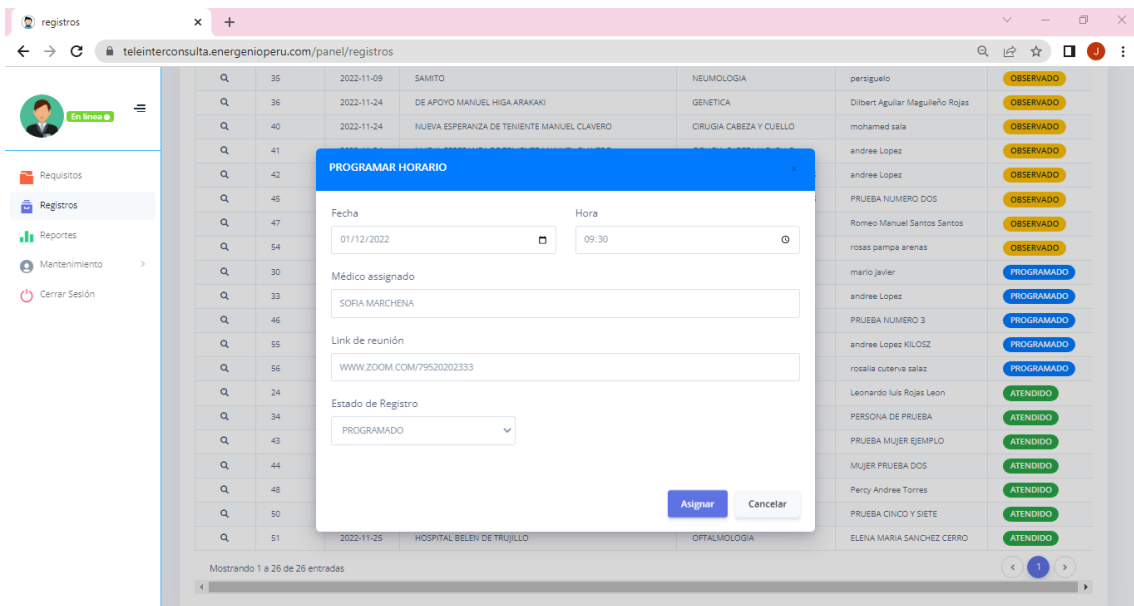 registros
teleinterconsulta.energenioperu.com/panel/registros
J
En linea
Requisitos
Registros
Reportes
Mantenimiento
Cerrar Sesión
35 2022-11-09 SAMITO NEUMOLOGIA persiguelo OBSERVADO
36 2022-11-24 DE APOYO MANUEL HIGA ARAKAKI GENETICA Dilbert Aguilar Maguileño Rojas OBSERVADO
40 2022-11-24 NUEVA ESPERANZA DE TENIENTE MANUEL CLAVERO CIRUGIA CABEZA Y CUELLO mohamed sala OBSERVADO
41 andree Lopez OBSERVADO
42 andree Lopez OBSERVADO
45 PRUEBA NUMERO DOS OBSERVADO
47 Romeo Manuel Santos Santos OBSERVADO
54 rosas pampa arenas OBSERVADO
30 mario javier PROGRAMADO
33 andree Lopez PROGRAMADO
46 PRUEBA NUMERO 3 PROGRAMADO
55 andree Lopez KILOSZ PROGRAMADO
56 rosalia cuterva salaz PROGRAMADO
24 Leonardo luis Rojas Leon ATENDIDO
34 PERSONA DE PRUEBA ATENDIDO
43 PRUEBA MUJER EJEMPLO ATENDIDO
44 MUJER PRUEBA DOS ATENDIDO
48 Percy Andree Torres ATENDIDO
50 PRUEBA CINCO Y SIETE ATENDIDO
51 2022-11-25 HOSPITAL BELEN DE TRUJILLO OFTALMOLOGIA ELENA MARIA SANCHEZ CERRO ATENDIDO
PROGRAMAR HORARIO
Fecha Hora
01/12/2022 09:30
Médico assignado
SOFIA MARCHENA
Link de reunión
WWW.ZOOM.COM/79520202333
Estado de Registro
PROGRAMADO
Asignar Cancelar
Mostrando 1 a 26 de 26 entradas
1